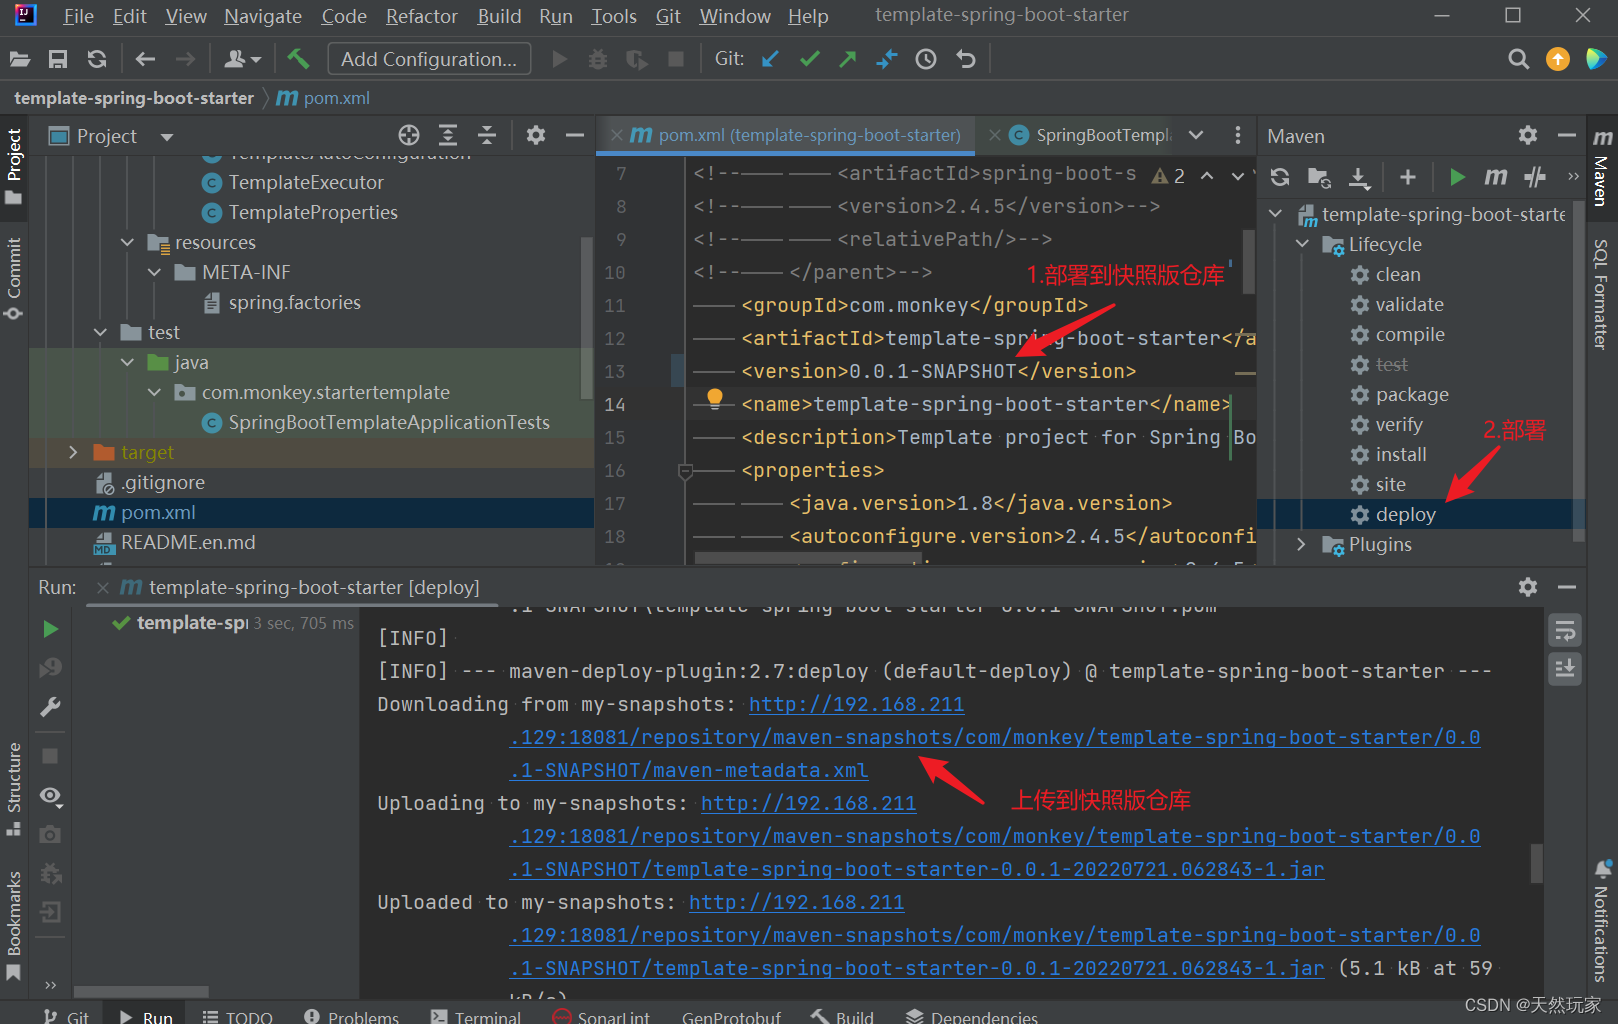 File Edit View Navigate Code Refactor Build Run Tools Git Window Help template-spring-boot-starter
Add Configuration... Git:
template-spring-boot-starter pom.xml
Project
TemplateAutoConfiguration
TemplateExecutor
TemplateProperties
resources
META-INF
spring.factories
test
java
com.monkey.startertemplate
SpringBootTemplateApplicationTests
target
.gitignore
pom.xml
README.en.md
pom.xml (template-spring-boot-starter) SpringBootTempl
2
7 <!-- <artifactId>spring-boot-s
8 <!-- <version>2.4.5</version>-->
9 <!-- <relativePath/>-->
10 <!-- </parent>-->
1.部署到快照版仓库
11 <groupId>com.monkey</groupId>
12 <artifactId>template-spring-boot-starter</a
13 <version>0.0.1-SNAPSHOT</version>
14 <name>template-spring-boot-starter</name>
15 <description>Template project for Spring Bo
16 <properties>
17 <java.version>1.8</java.version>
18 <autoconfigure.version>2.4.5</autoconfi
Maven
template-spring-boot-starte
Lifecycle
clean
validate
compile
test
package
verify
install
site
deploy
Plugins
2.部署
Project
Commit
Structure
Bookmarks
Maven
SQL Formatter
Notifications
Run: template-spring-boot-starter [deploy]
template-spr 3 sec, 705 ms
.1-SNAPSHOT\template-spring-boot-starter-0.0.1-SNAPSHOT.pom
[INFO]
[INFO] --- maven-deploy-plugin:2.7:deploy (default-deploy) @ template-spring-boot-starter ---
Downloading from my-snapshots: http://192.168.211
.129:18081/repository/maven-snapshots/com/monkey/template-spring-boot-starter/0.0
.1-SNAPSHOT/maven-metadata.xml
上传到快照版仓库
Uploading to my-snapshots: http://192.168.211
.129:18081/repository/maven-snapshots/com/monkey/template-spring-boot-starter/0.0
.1-SNAPSHOT/template-spring-boot-starter-0.0.1-20220721.062843-1.jar
Uploaded to my-snapshots: http://192.168.211
.129:18081/repository/maven-snapshots/com/monkey/template-spring-boot-starter/0.0
.1-SNAPSHOT/template-spring-boot-starter-0.0.1-20220721.062843-1.jar (5.1 kB at 59
kB/s)
Git Run TODO Problems Terminal SonarLint GenProtobuf Build Dependencies
CSDN @天然玩家